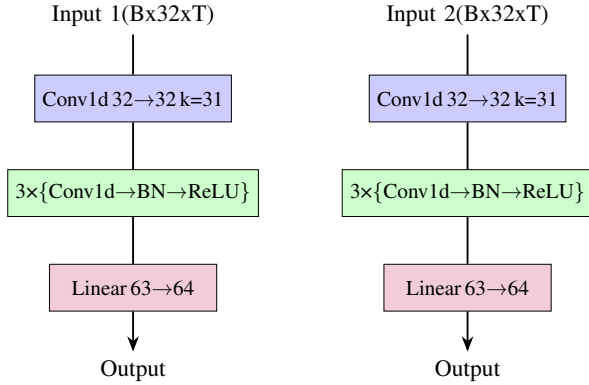 Input 1(Bx32xT)
Conv1d 32→32 k=31
3×{Conv1d→BN→ReLU}
Linear 63→64
Output
Input 2(Bx32xT)
Conv1d 32→32 k=31
3×{Conv1d→BN→ReLU}
Linear 63→64
Output